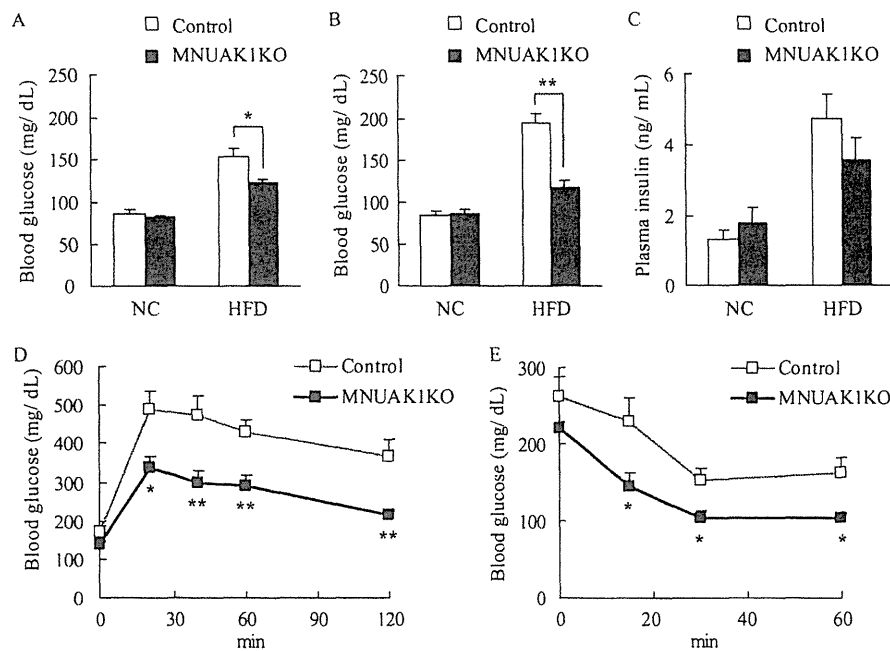 A
Control
MNUAK1KO
Blood glucose (mg/ dL)
250
200
150
100
50
0
*
NC
HFD
B
Control
MNUAK1KO
Blood glucose (mg/ dL)
250
200
150
100
50
0
**
NC
HFD
C
Control
MNUAK1KO
Plasma insulin (ng/ mL)
6
4
2
0
NC
HFD
D
Control
MNUAK1KO
Blood glucose (mg/ dL)
600
500
400
300
200
100
*
**
**
**
0
30
60
90
120
min
E
Control
MNUAK1KO
Blood glucose (mg/ dL)
300
200
100
0
*
*
*
0
20
40
60
min